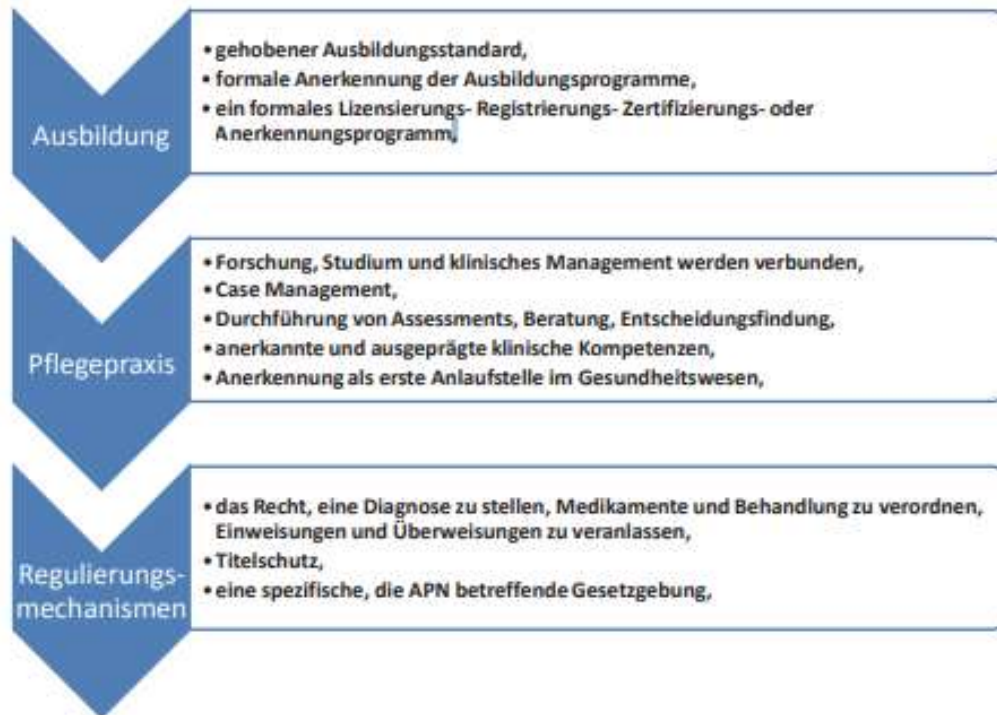 Ausbildung
• gehobener Ausbildungsstandard,
• formale Anerkennung der Ausbildungsprogramme,
• ein formales Lizensierungs- Registrierungs- Zertifizierungs- oder
Anerkennungsprogramm,
Pflegepraxis
• Forschung, Studium und klinisches Management werden verbunden,
• Case Management,
• Durchführung von Assessments, Beratung, Entscheidungsfindung,
• anerkannte und ausgeprägte klinische Kompetenzen,
• Anerkennung als erste Anlaufstelle im Gesundheitswesen,
Regulierungs-
mechanismen
• das Recht, eine Diagnose zu stellen, Medikamente und Behandlung zu verordnen,
Einweisungen und Überweisungen zu veranlassen,
• Titelschutz,
• eine spezifische, die APN betreffende Gesetzgebung,